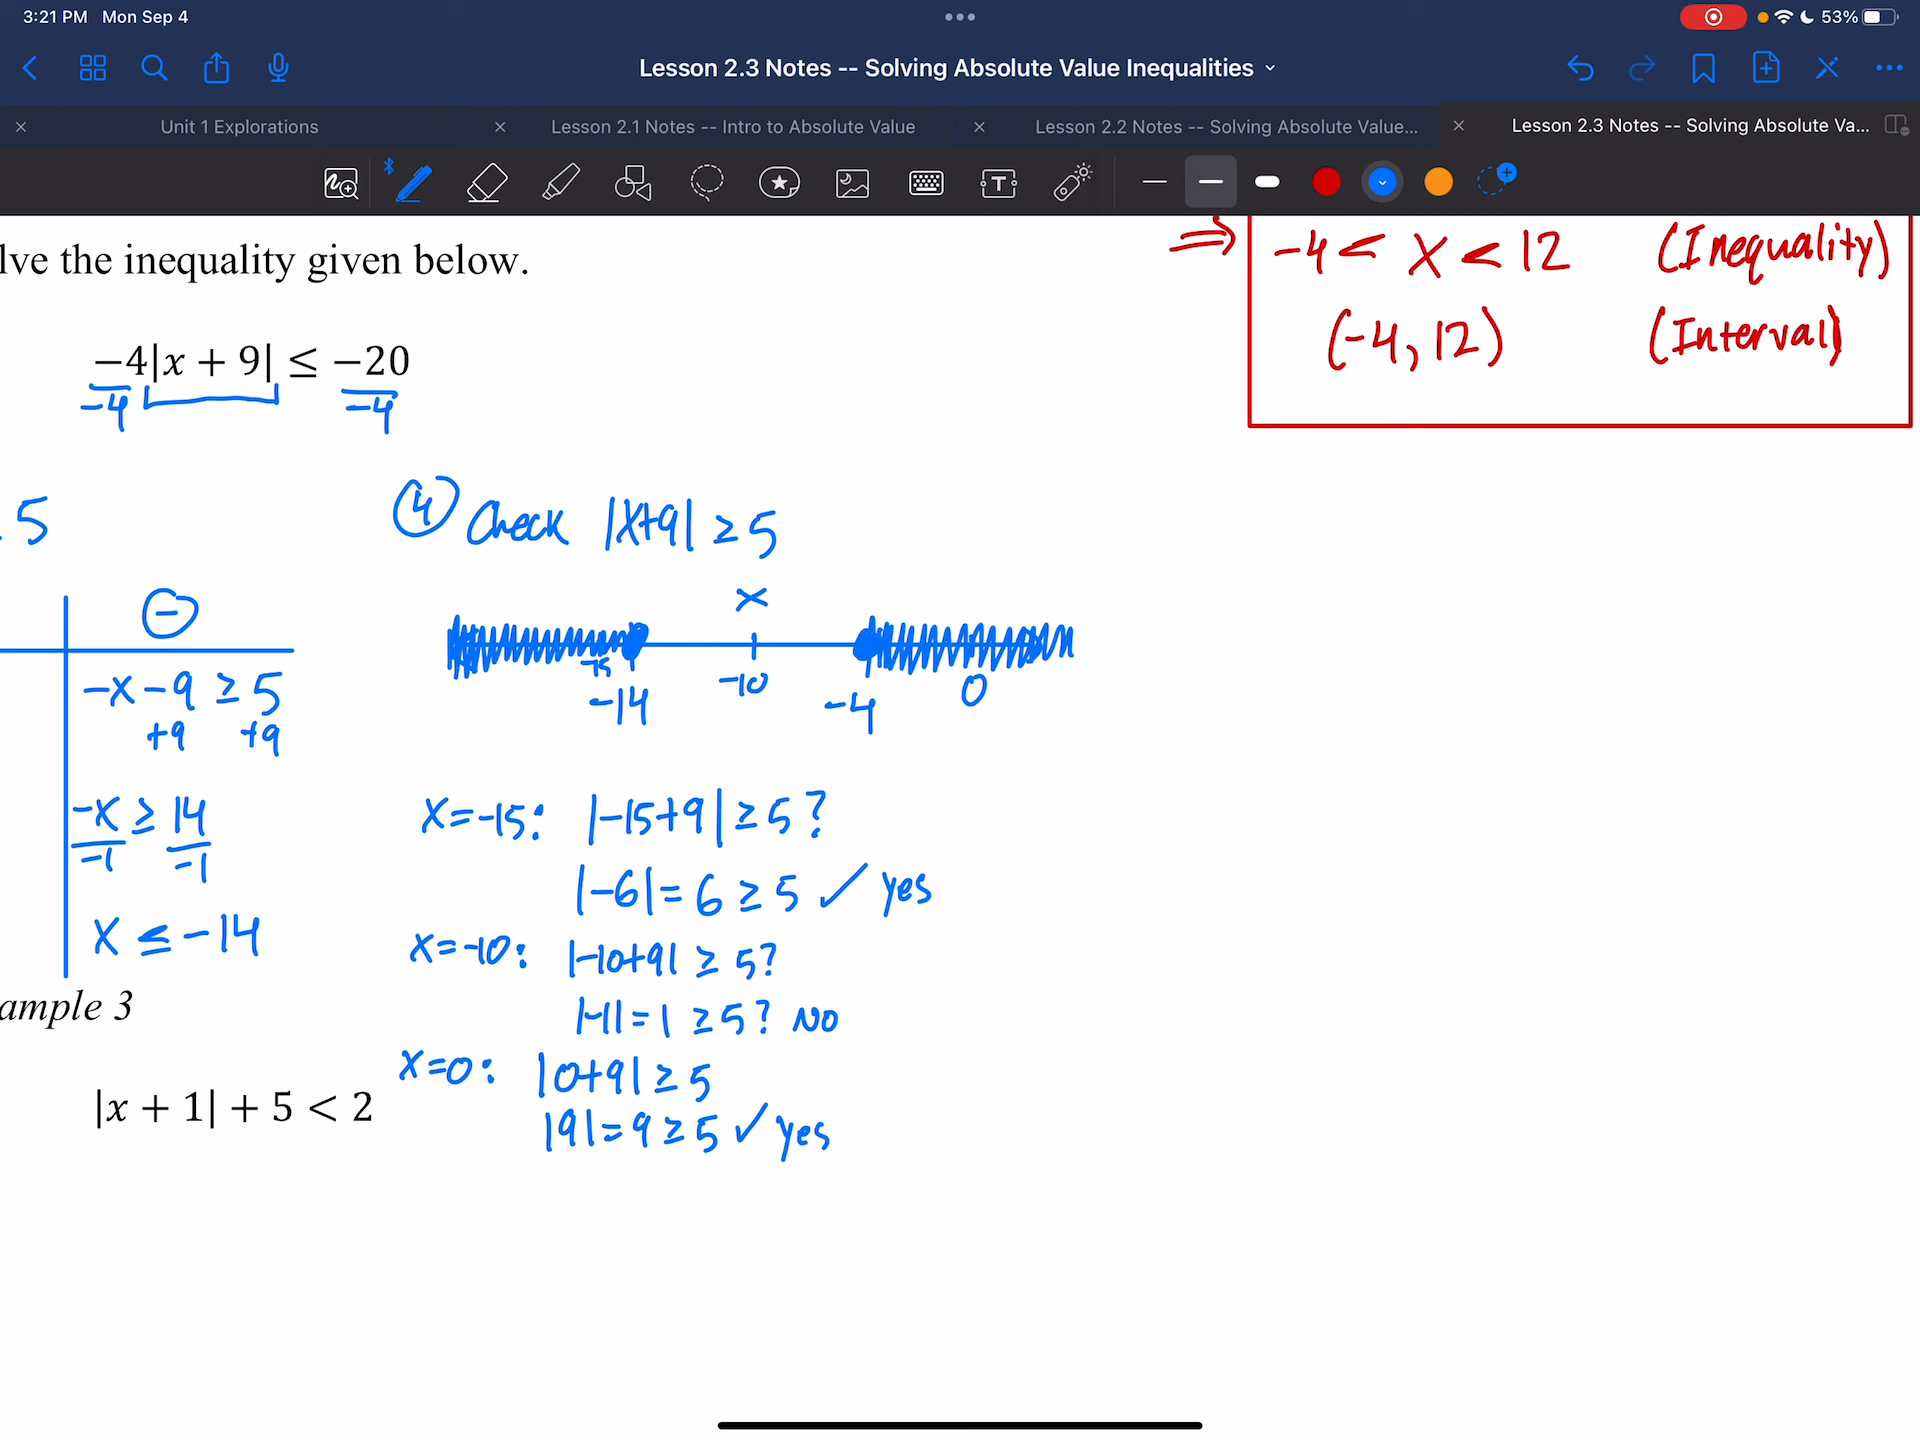 3:21 PM Mon Sep 4
53%
Lesson 2.3 Notes -- Solving Absolute Value Inequalities
Unit 1 Explorations
Lesson 2.1 Notes -- Intro to Absolute Value
Lesson 2.2 Notes -- Solving Absolute Value...
Lesson 2.3 Notes -- Solving Absolute Va...
⇒ -4 < x < 12 (Inequality)
(-4, 12) (Interval)
lve the inequality given below.
−4|x + 9| ≤ −20
-4 -4
5
④ Check |x+9| ≥ 5
x
-15 -14 -10 -4 0
⊖
-x - 9 ≥ 5
+9 +9
-x ≥ 14
-1 -1
x ≤ -14
x=-15: |-15+9| ≥ 5?
|-6| = 6 ≥ 5 ✓ yes
x=-10: |-10+9| ≥ 5?
|-1| = 1 ≥ 5? NO
x=0: |0+9| ≥ 5
|9| = 9 ≥ 5 ✓ yes
ample 3
|x + 1| + 5 < 2